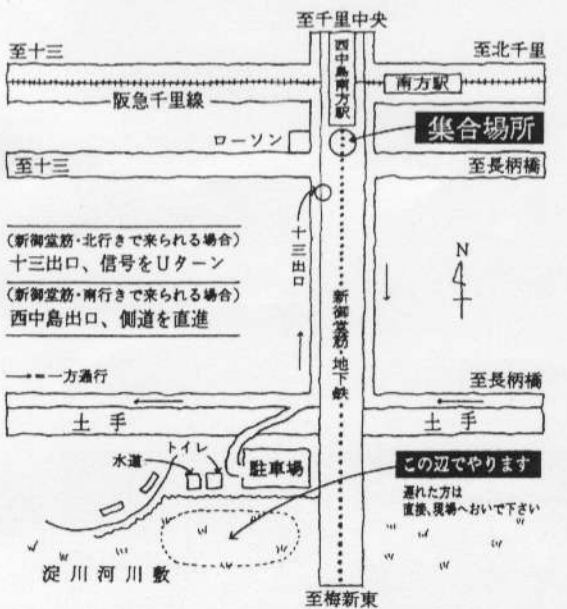 至千里中央
至十三
至北千里
西中島南方駅
南方駅
阪急千里線
ローソン
集合場所
至十三
至長柄橋
十三出口
(新御堂筋・北行きで来られる場合)
十三出口、信号をUターン
(新御堂筋・南行きで来られる場合)
西中島出口、側道を直進
N
新御堂筋・地下鉄
→=一方通行
至長柄橋
土手
土手
トイレ
水道
駐車場
この辺でやります
遅れた方は
直接、現場へおいで下さい
淀川河川敷
至梅新東